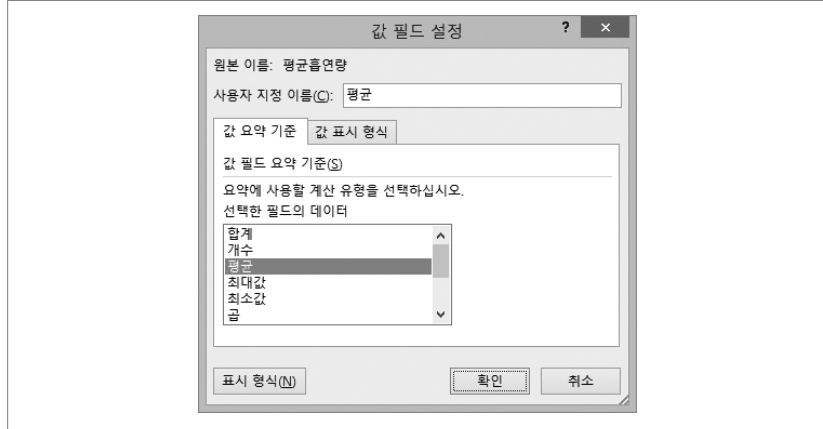 값 필드 설정 ? ×
원본 이름: 평균흡연량
사용자 지정 이름(C): 평균
값 요약 기준 값 표시 형식
값 필드 요약 기준(S)
요약에 사용할 계산 유형을 선택하십시오.
선택한 필드의 데이터
합계
개수
평균
최대값
최소값
곱
표시 형식(N) 확인 취소